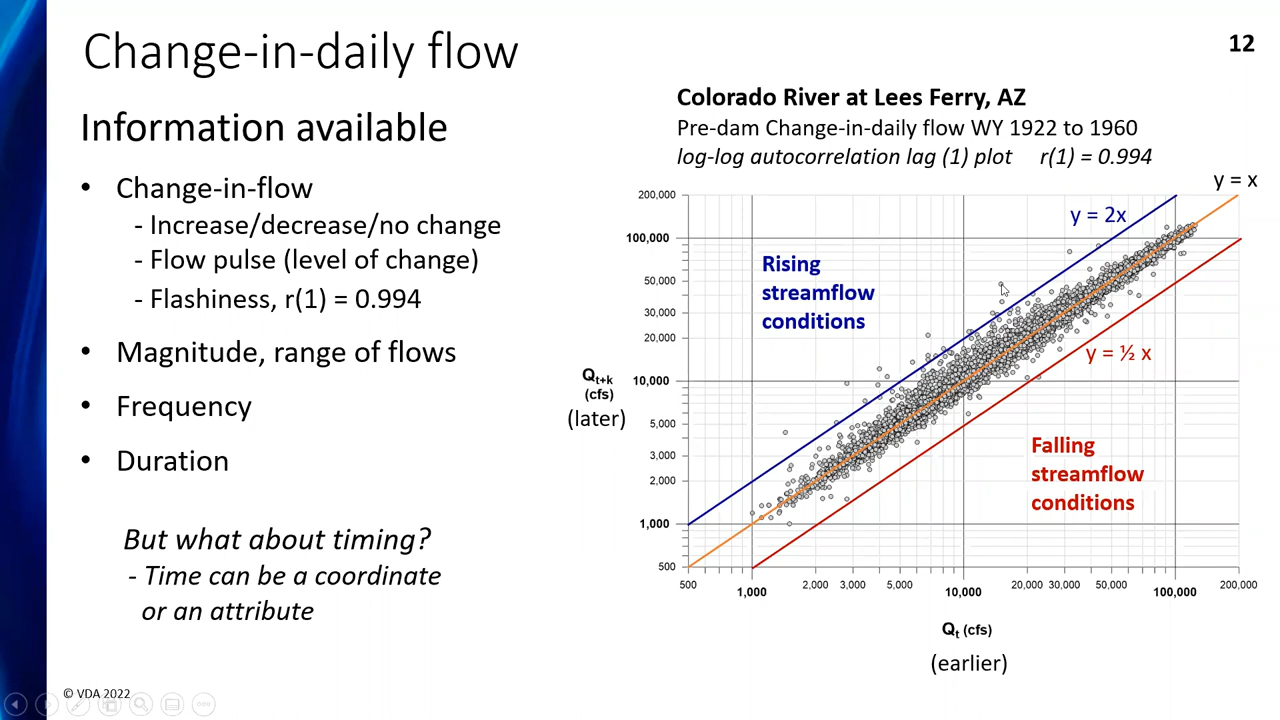 Change-in-daily flow
12
Information available
• Change-in-flow
- Increase/decrease/no change
- Flow pulse (level of change)
- Flashiness, r(1) = 0.994
• Magnitude, range of flows
• Frequency
• Duration
But what about timing?
- Time can be a coordinate
or an attribute
© VDA 2022
Colorado River at Lees Ferry, AZ
Pre-dam Change-in-daily flow WY 1922 to 1960
log-log autocorrelation lag (1) plot r(1) = 0.994
y = x
y = 2x
y = ½ x
Rising
streamflow
conditions
Falling
streamflow
conditions
Qt+k
(cfs)
(later)
200,000
100,000
50,000
30,000
20,000
10,000
5,000
3,000
2,000
1,000
500
500 1,000 2,000 3,000 5,000 10,000 20,000 30,000 50,000 100,000 200,000
Qt (cfs)
(earlier)